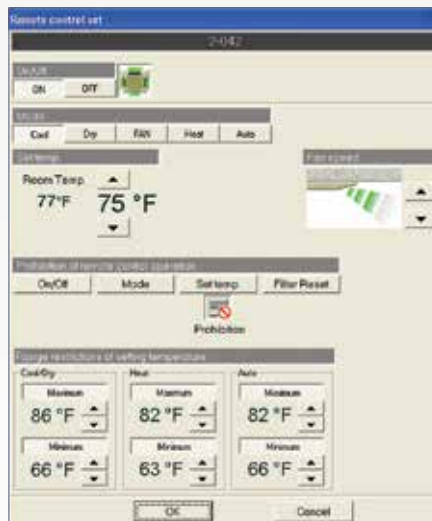 Remote control set
2-042
On/Off
ON OFF
Mode
Cool Dry FAN Heat Auto
Set temp. Fan speed
Room Temp.
77°F 75 °F
Prohibition of remote control operation
On/Off Mode Set temp. Filter Reset
Prohibition
Range restrictions of setting temperature
Cool/Dry Heat Auto
Maximum Maximum Maximum
86 °F 82 °F 82 °F
Minimum Minimum Minimum
66 °F 63 °F 66 °F
OK Cancel